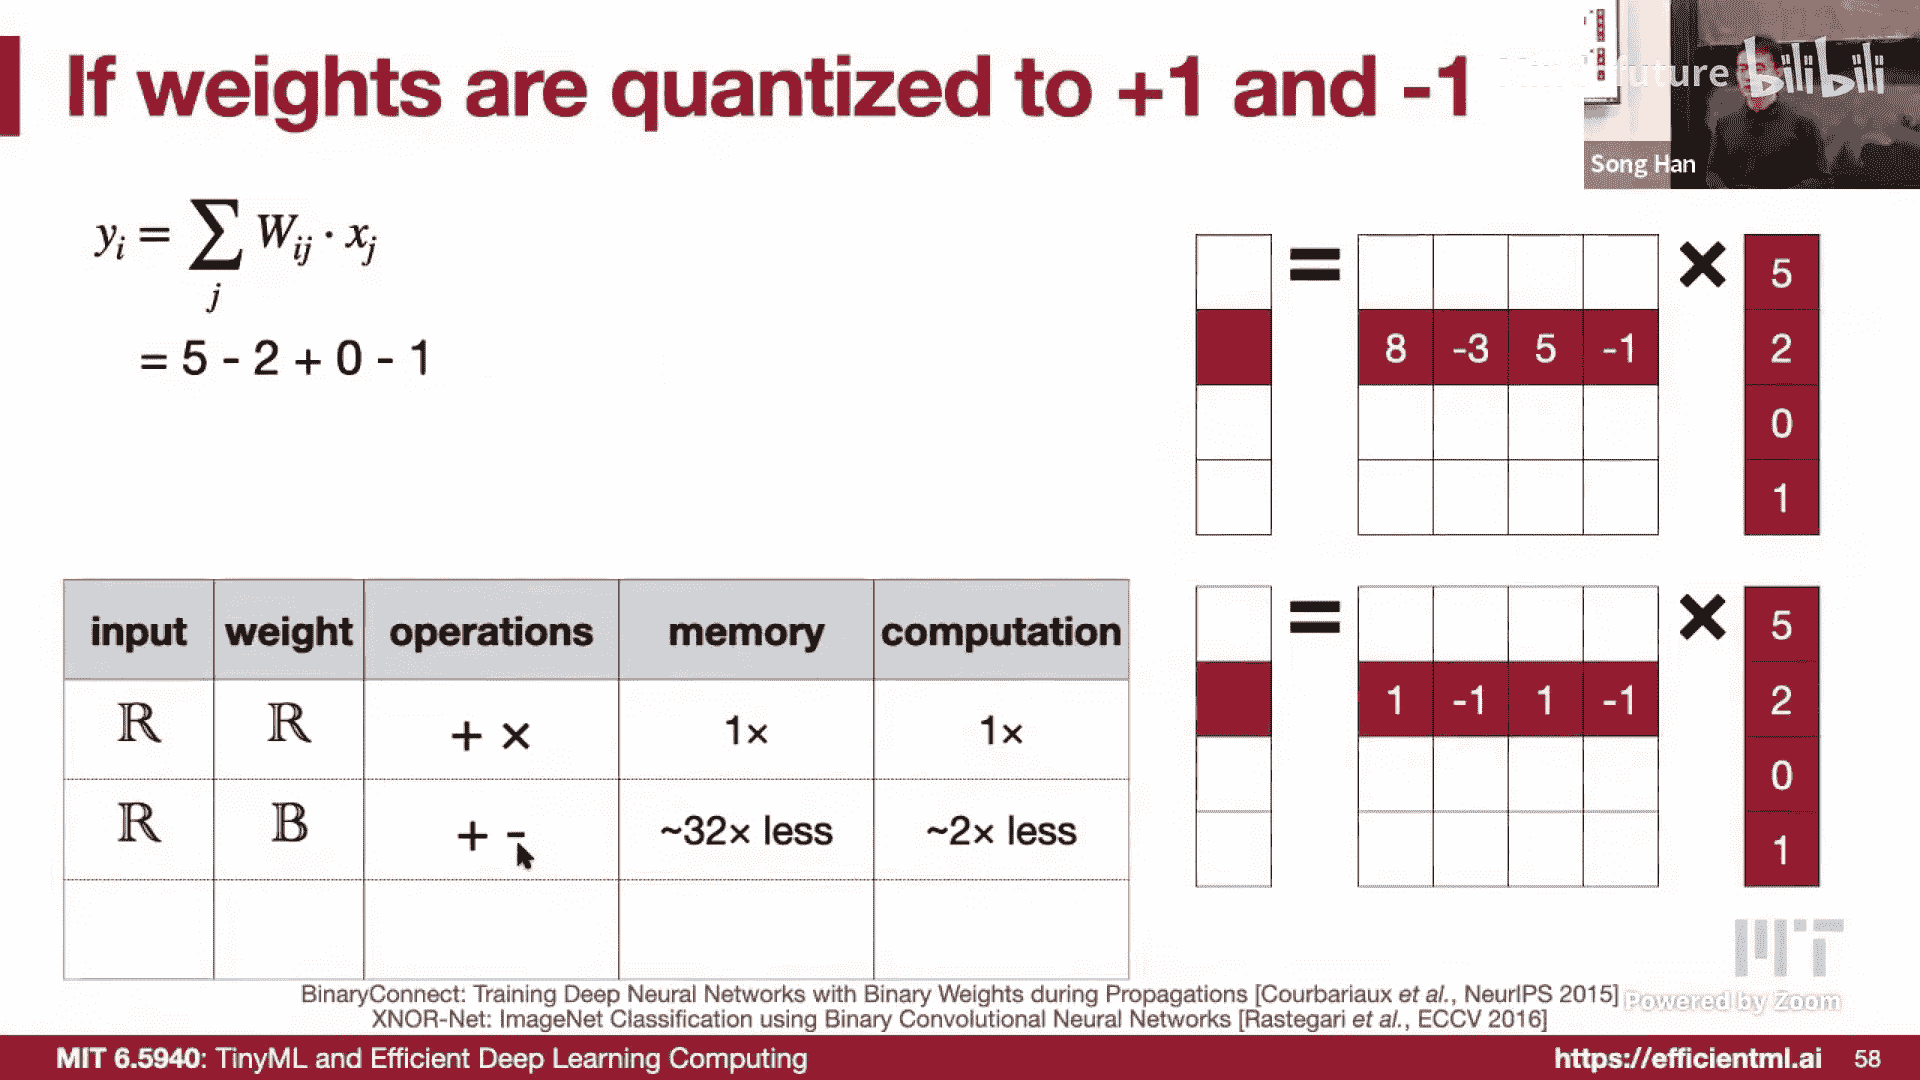 If weights are quantized to +1 and -1
future bilibili
Song Han
yᵢ = ∑ Wᵢⱼ · xⱼ
j
= 5 - 2 + 0 - 1
= × 5
8 -3 5 -1 2
0
1
= × 5
1 -1 1 -1 2
0
1
input weight operations memory computation
ℝ ℝ + × 1× 1×
ℝ 𝔹 + - ~32× less ~2× less
BinaryConnect: Training Deep Neural Networks with Binary Weights during Propagations [Courbariaux et al., NeurIPS 2015]
XNOR-Net: ImageNet Classification using Binary Convolutional Neural Networks [Rastegari et al., ECCV 2016]
MIT
Powered by Zoom
MIT 6.5940: TinyML and Efficient Deep Learning Computing
https://efficientml.ai 58